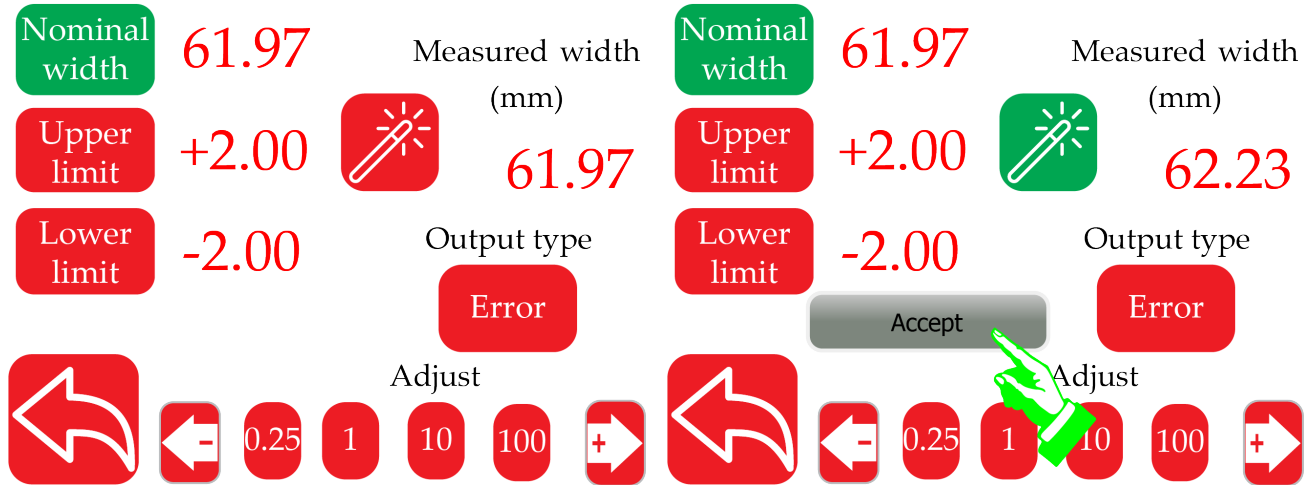 Nominal
width
61.97
Measured width
(mm)
61.97
Upper
limit
+2.00
Lower
limit
-2.00
Output type
Error
Adjust
-
0.25
1
10
100
+
Nominal
width
61.97
Measured width
(mm)
62.23
Upper
limit
+2.00
Lower
limit
-2.00
Output type
Error
Accept
Adjust
-
0.25
1
10
100
+